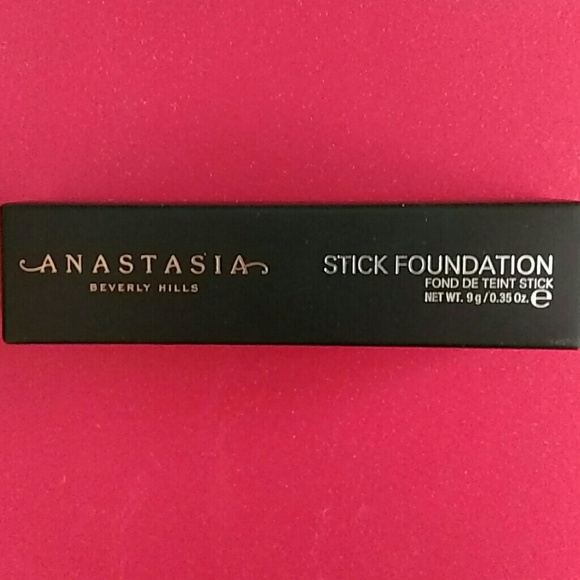 ANASTASIA
BEVERLY HILLS
STICK FOUNDATION
FOND DE TEINT STICK
NET WT. 9 g / 0.35 Oz. ℮